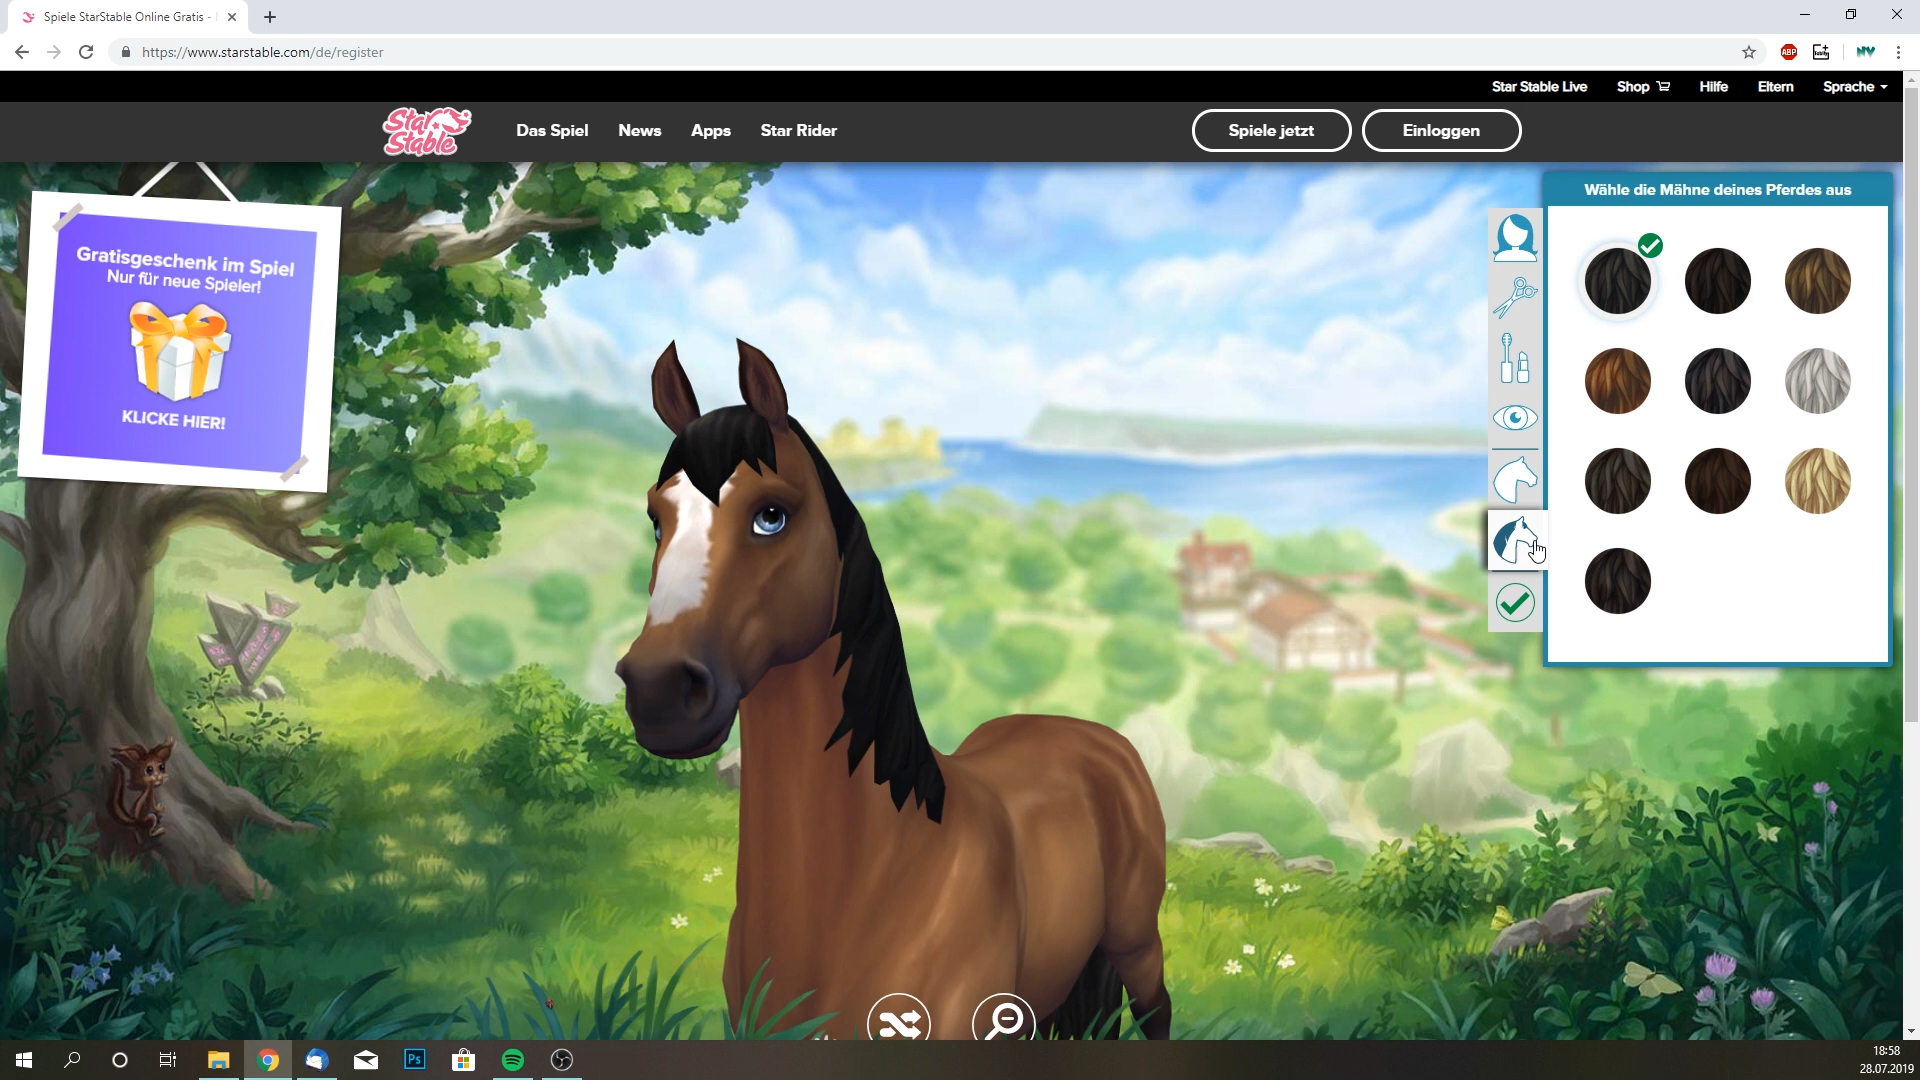 Spiele StarStable Online Gratis -
https://www.starstable.com/de/register
ABP
Star Stable Live
Shop
Hilfe
Eltern
Sprache
Star Stable
Das Spiel
News
Apps
Star Rider
Spiele jetzt
Einloggen
Wähle die Mähne deines Pferdes aus
Gratisgeschenk im Spiel
Nur für neue Spieler!
KLICKE HIER!
Ps
18:58
28.07.2019